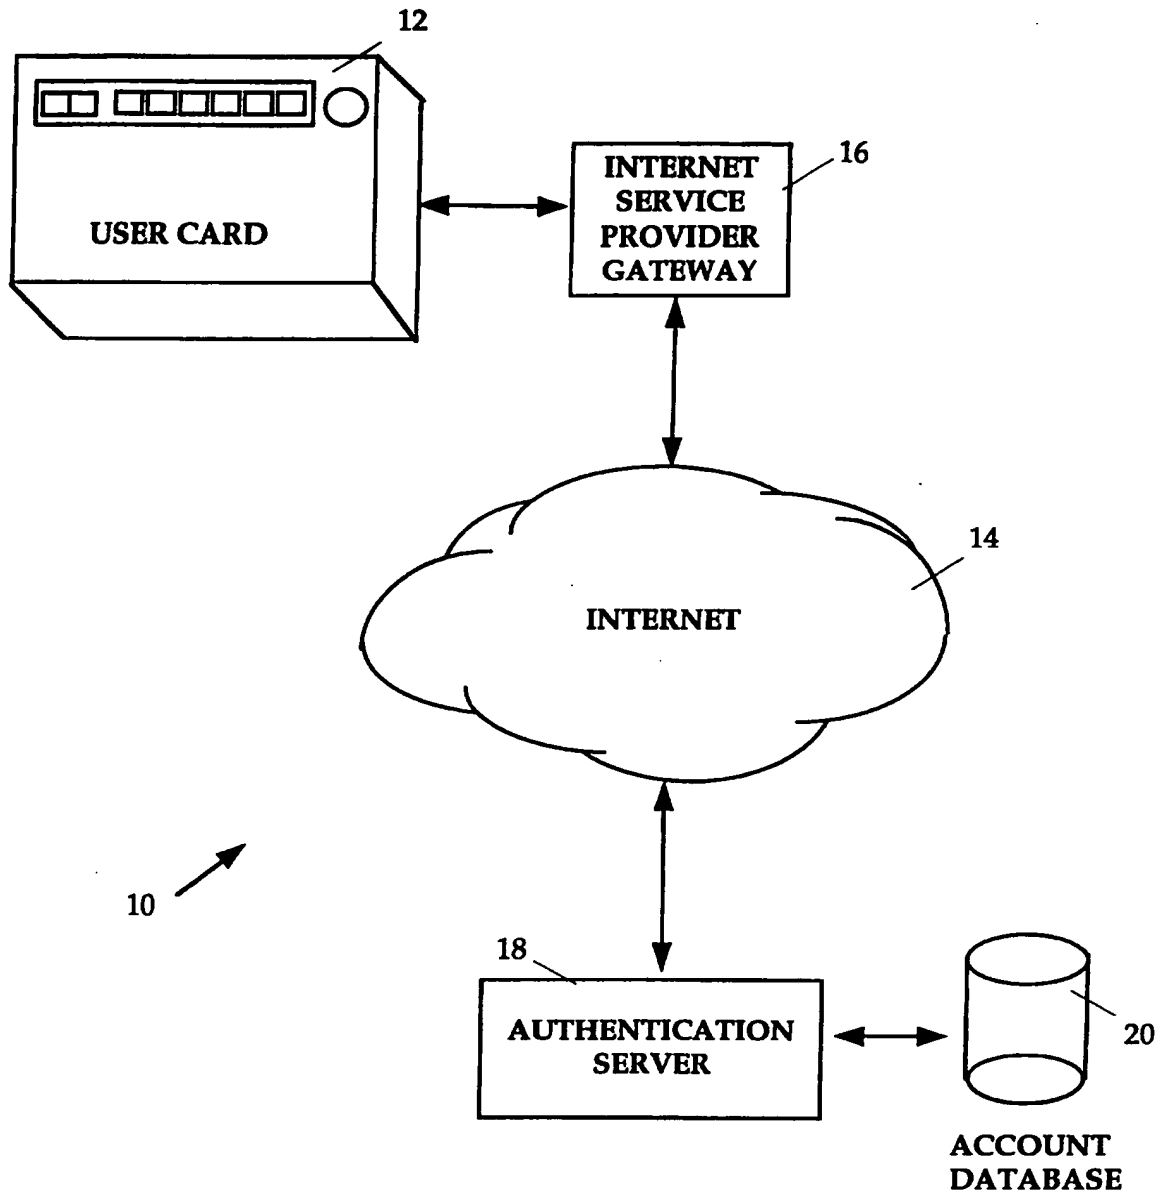 12
USER CARD
16
INTERNET
SERVICE
PROVIDER
GATEWAY
14
INTERNET
10
18
AUTHENTICATION
SERVER
20
ACCOUNT
DATABASE